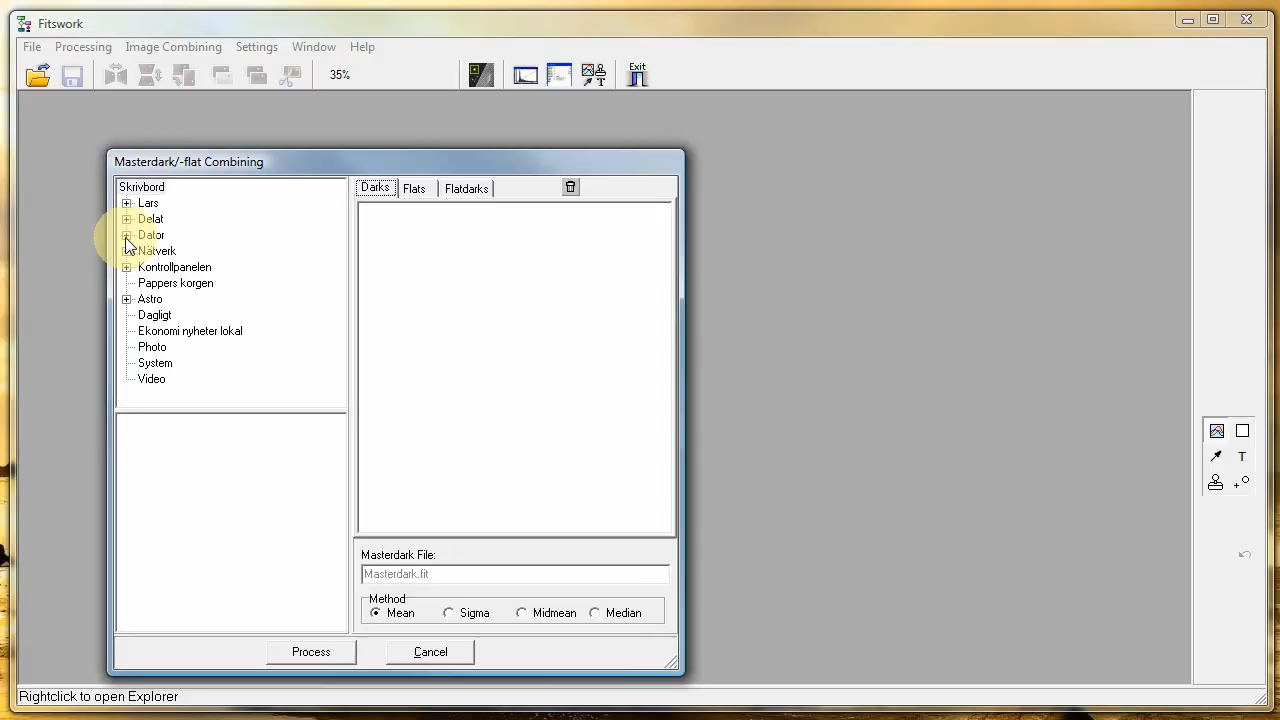 Fitswork
File Processing Image Combining Settings Window Help
35% Exit
Masterdark/-flat Combining
Skrivbord
Lars
Delat
Dator
Nätverk
Kontrollpanelen
Pappers korgen
Astro
Dagligt
Ekonomi nyheter lokal
Photo
System
Video
Darks Flats Flatdarks
Masterdark File:
Masterdark.fit
Method
Mean Sigma Midmean Median
Process Cancel
T
T
Rightclick to open Explorer